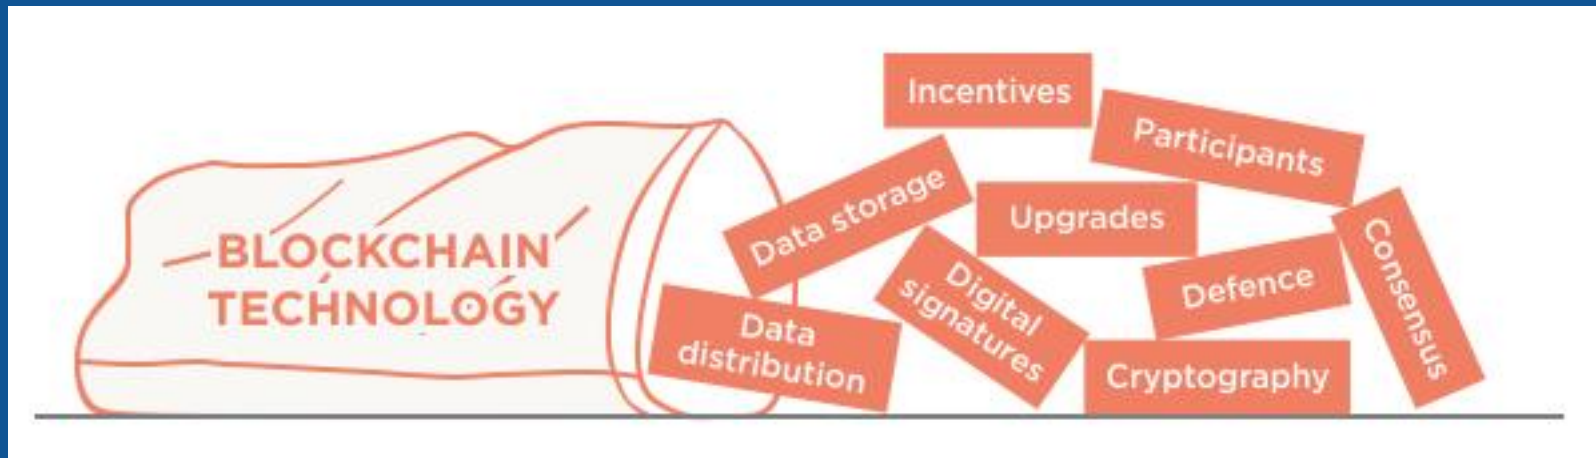 BLOCKCHAIN
TECHNOLOGY
Incentives
Participants
Data storage
Upgrades
Consensus
Digital
signatures
Defence
Data
distribution
Cryptography